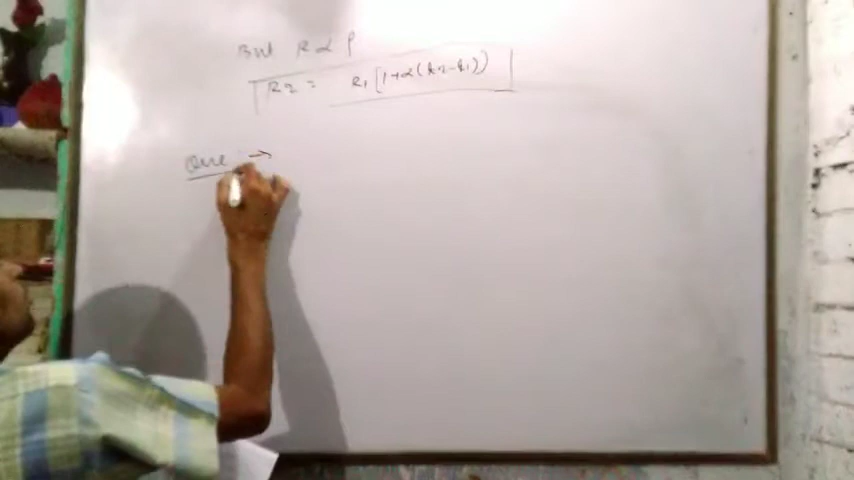 But R α ρ
R2 = R1 [1+α(t2-t1)]
Que :→